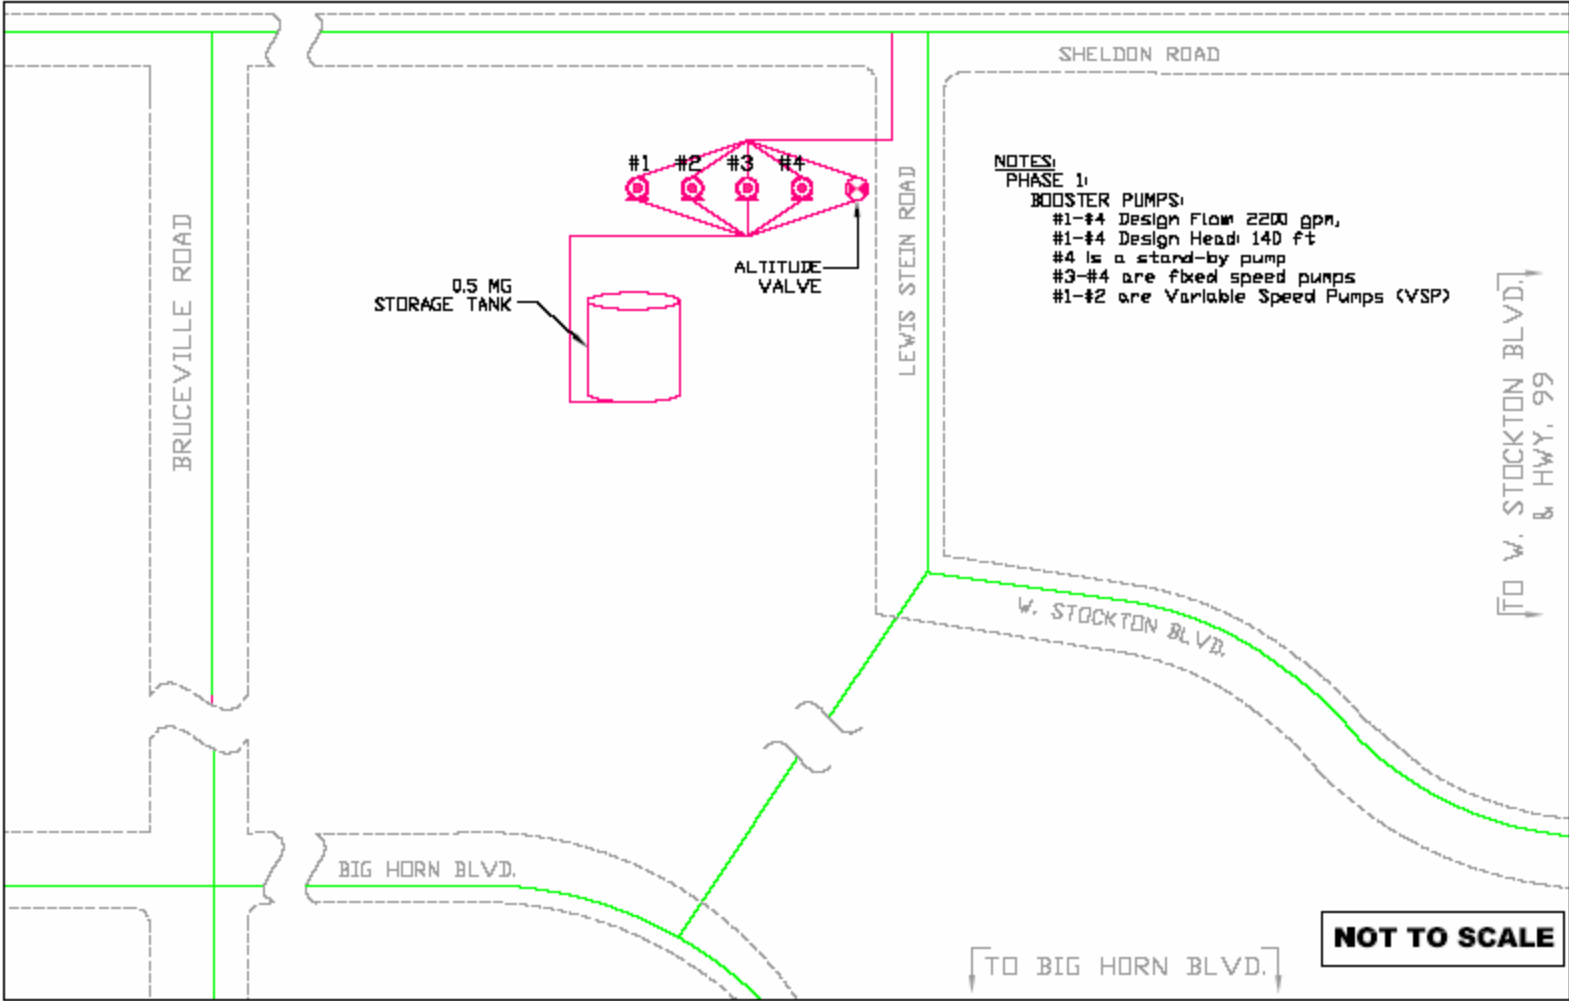 SHELDON ROAD
#1 #2 #3 #4
NOTES:
PHASE 1:
BOOSTER PUMPS:
#1-#4 Design Flow 2200 gpm,
#1-#4 Design Head: 140 ft
#4 is a stand-by pump
#3-#4 are fixed speed pumps
#1-#2 are Variable Speed Pumps (VSP)
LEWIS STEIN ROAD
BRUCEVILLE ROAD
ALTITUDE
VALVE
0.5 MG
STORAGE TANK
TO W. STOCKTON BLVD.
& HWY. 99
W. STOCKTON BLVD.
BIG HORN BLVD.
NOT TO SCALE
TO BIG HORN BLVD.